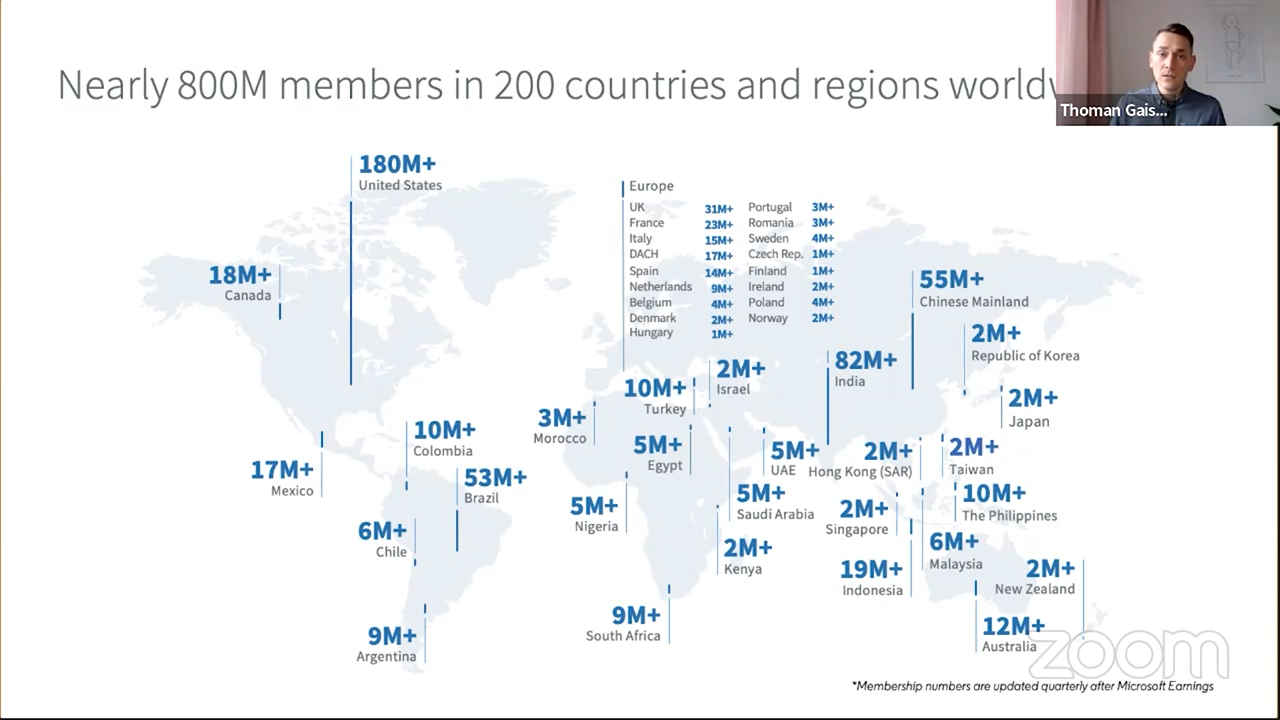 Nearly 800M members in 200 countries and regions
Thoman Gais...
180M+
United States
Europe
UK 31M+ Portugal 3M+
France 23M+ Romania 3M+
Italy 15M+ Sweden 4M+
DACH 17M+ Czech Rep. 1M+
Spain 14M+ Finland 1M+
Netherlands 9M+ Ireland 2M+
Belgium 4M+ Poland 4M+
Denmark 2M+ Norway 2M+
Hungary 1M+
18M+
Canada
55M+
Chinese Mainland
2M+
Republic of Korea
82M+
India
2M+
Israel
10M+
Turkey
2M+
Japan
3M+
Morocco
10M+
Colombia
5M+
Egypt
5M+
UAE
2M+
Hong Kong (SAR)
2M+
Taiwan
17M+
Mexico
53M+
Brazil
5M+
Nigeria
5M+
Saudi Arabia
2M+
Singapore
10M+
The Philippines
6M+
Chile
2M+
Kenya
6M+
Malaysia
19M+
Indonesia
2M+
New Zealand
9M+
South Africa
12M+
Australia
9M+
Argentina
zoom
*Membership numbers are updated quarterly after Microsoft Earnings